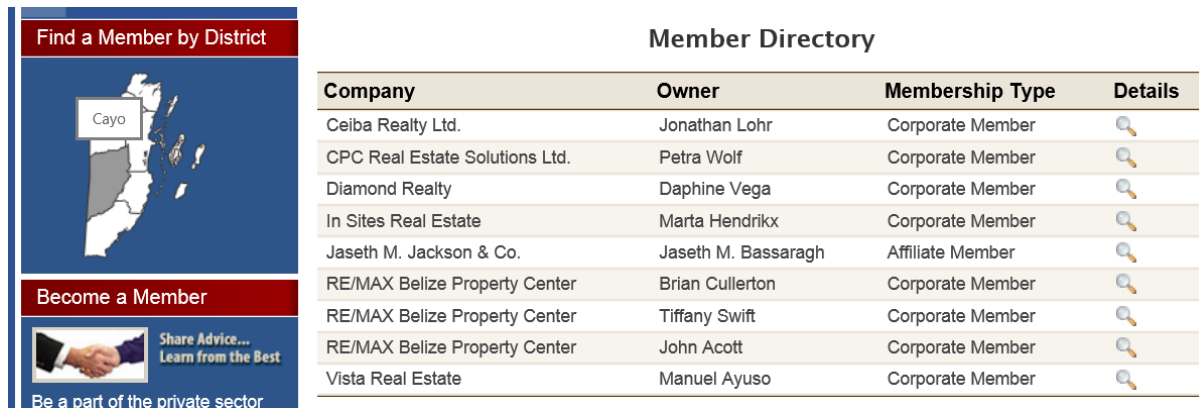 Find a Member by District
Cayo
Become a Member
Share Advice...
Learn from the Best
Be a part of the private sector
Member Directory
Company Owner Membership Type Details
Ceiba Realty Ltd. Jonathan Lohr Corporate Member
CPC Real Estate Solutions Ltd. Petra Wolf Corporate Member
Diamond Realty Daphine Vega Corporate Member
In Sites Real Estate Marta Hendrikx Corporate Member
Jaseth M. Jackson & Co. Jaseth M. Bassaragh Affiliate Member
RE/MAX Belize Property Center Brian Cullerton Corporate Member
RE/MAX Belize Property Center Tiffany Swift Corporate Member
RE/MAX Belize Property Center John Acott Corporate Member
Vista Real Estate Manuel Ayuso Corporate Member